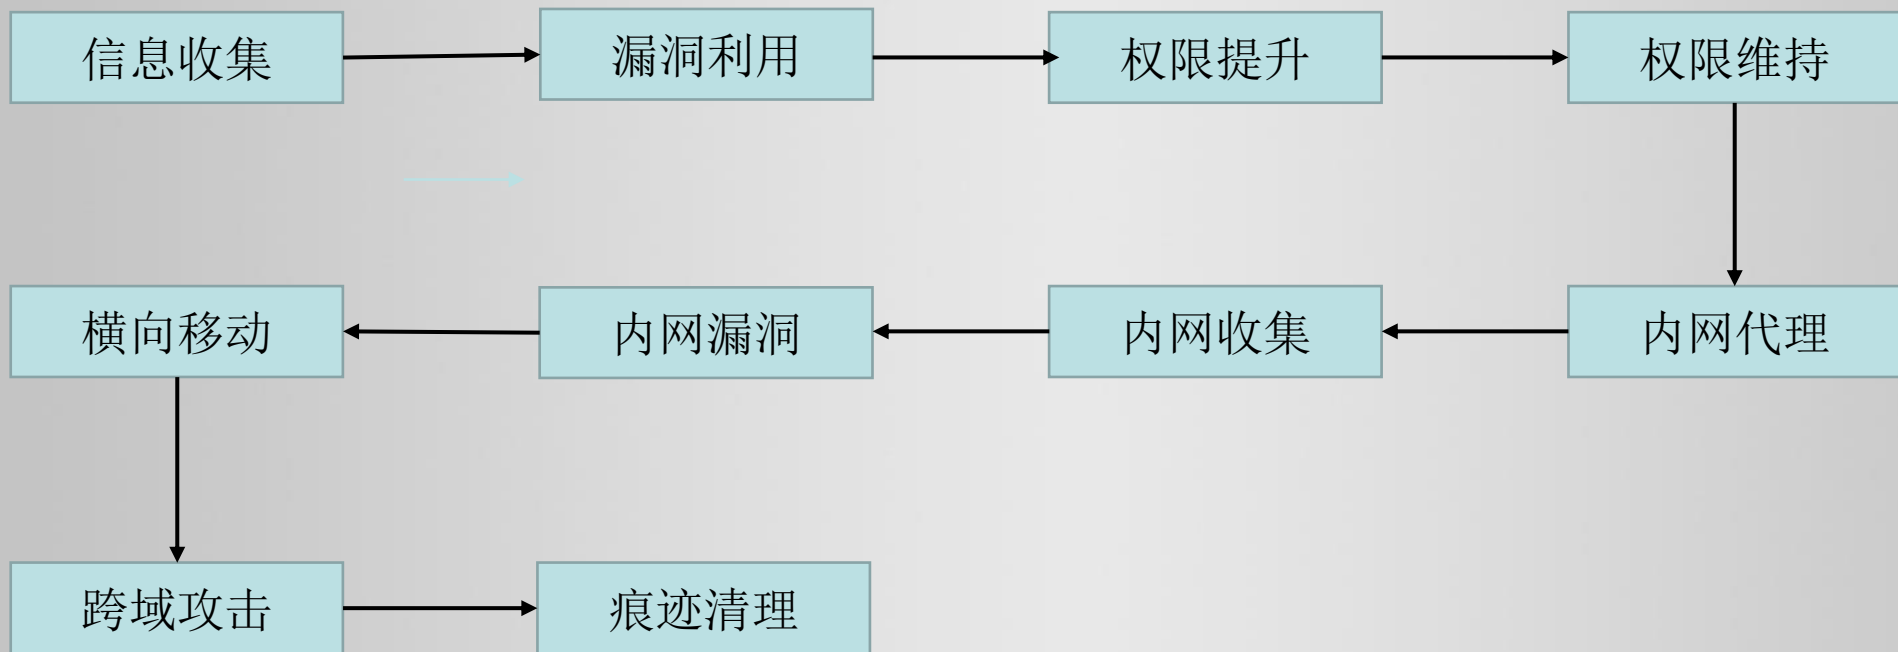 信息收集
漏洞利用
权限提升
权限维持
内网代理
内网收集
内网漏洞
横向移动
跨域攻击
痕迹清理